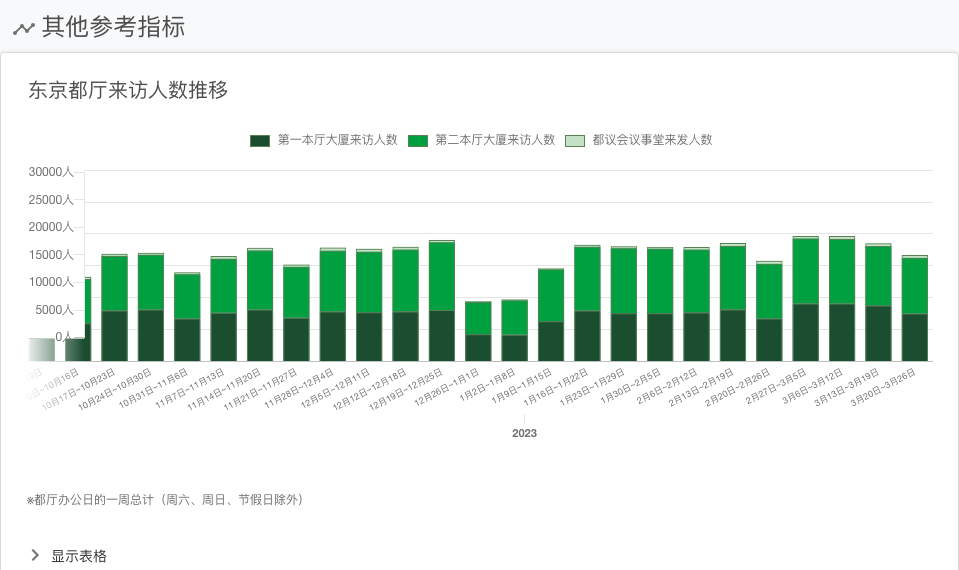 其他参考指标
东京都厅来访人数推移
第一本厅大厦来访人数 第二本厅大厦来访人数 都议会议事堂来发人数
30000人
25000人
20000人
15000人
10000人
5000人
0人
10月17日~10月23日
10月24日~10月30日
10月31日~11月6日
11月7日~11月13日
11月14日~11月20日
11月21日~11月27日
11月28日~12月4日
12月5日~12月11日
12月12日~12月18日
12月19日~12月25日
12月26日~1月1日
1月2日~1月8日
1月9日~1月15日
1月16日~1月22日
1月23日~1月29日
1月30日~2月5日
2月6日~2月12日
2月13日~2月19日
2月20日~2月26日
2月27日~3月5日
3月6日~3月12日
3月13日~3月19日
3月20日~3月26日
2023
※都厅办公日的一周总计（周六、周日、节假日除外）
显示表格